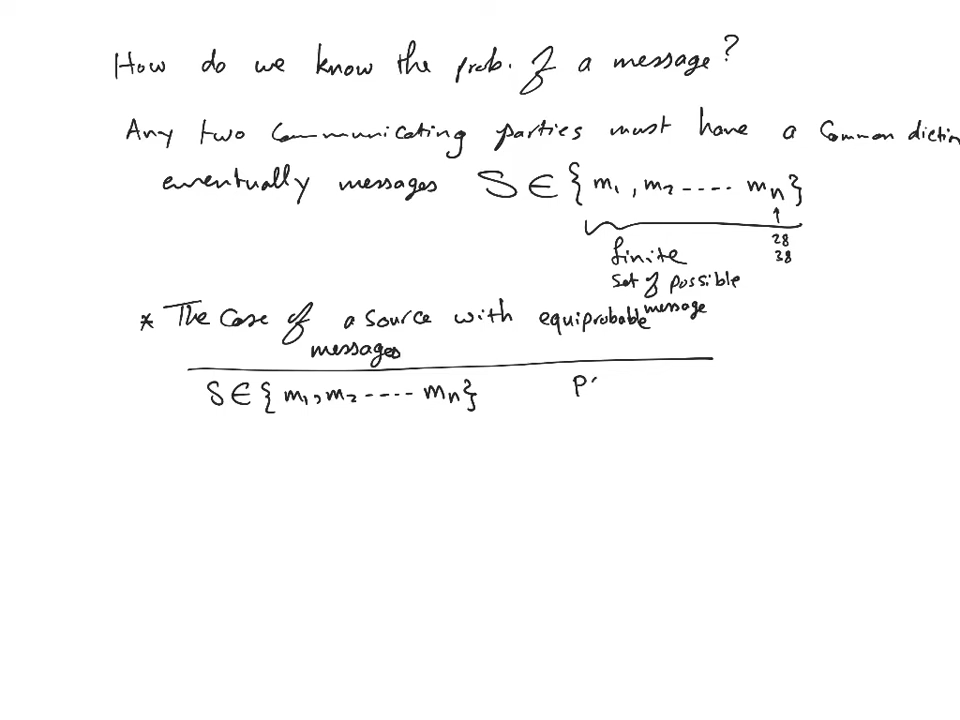 How do we know the prob. of a message?
Any two communicating parties must have a common dictin
eventually messages S ∈ { m₁, m₂ ---- mₙ }
↑
28
finite
38
set of possible
message
* The case of a source with equiprobable
messages
S ∈ { m₁, m₂ ---- mₙ } P